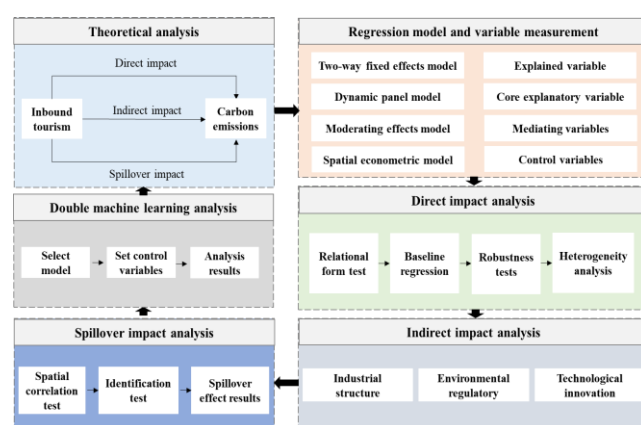 Theoretical analysis
Direct impact
Inbound
tourism
Indirect impact
Carbon
emissions
Spillover impact
Regression model and variable measurement
Two-way fixed effects model
Explained variable
Dynamic panel model
Core explanatory variable
Moderating effects model
Mediating variables
Spatial econometric model
Control variables
Double machine learning analysis
Select
model
Set control
variables
Analysis
results
Direct impact analysis
Relational
form test
Baseline
regression
Robustness
tests
Heterogeneity
analysis
Spillover impact analysis
Spatial
correlation
test
Identification
test
Spillover
effect results
Indirect impact analysis
Industrial
structure
Environmental
regulatory
Technological
innovation